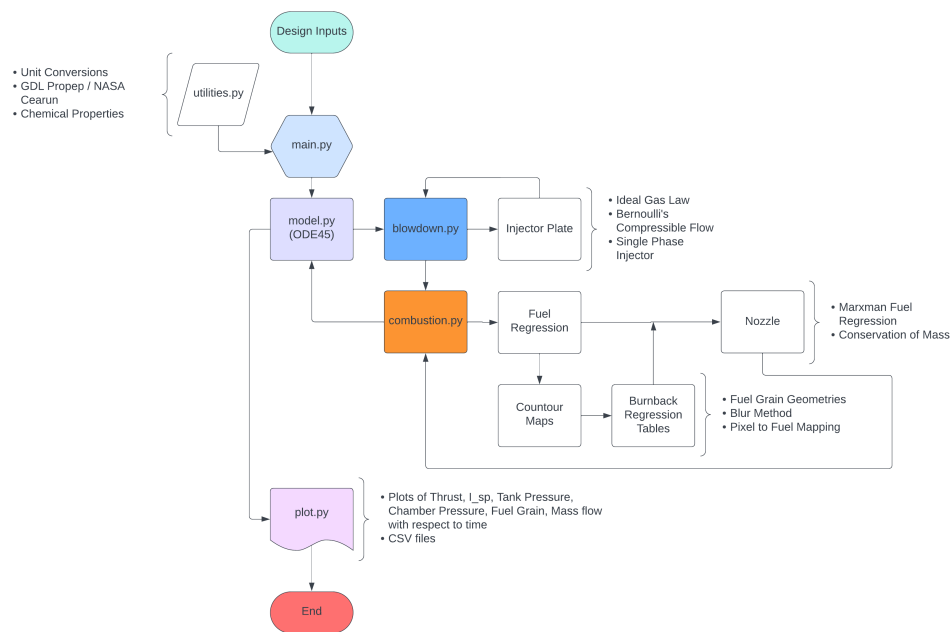 Design Inputs
• Unit Conversions
• GDL Propep / NASA
Cearun
• Chemical Properties
utilities.py
main.py
model.py
(ODE45)
blowdown.py
Injector Plate
• Ideal Gas Law
• Bernoulli's
Compressible Flow
• Single Phase
Injector
combustion.py
Fuel
Regression
Nozzle
• Marxman Fuel
Regression
• Conservation of Mass
Countour
Maps
Burnback
Regression
Tables
• Fuel Grain Geometries
• Blur Method
• Pixel to Fuel Mapping
plot.py
• Plots of Thrust, I_sp, Tank Pressure,
Chamber Pressure, Fuel Grain, Mass flow
with respect to time
• CSV files
End